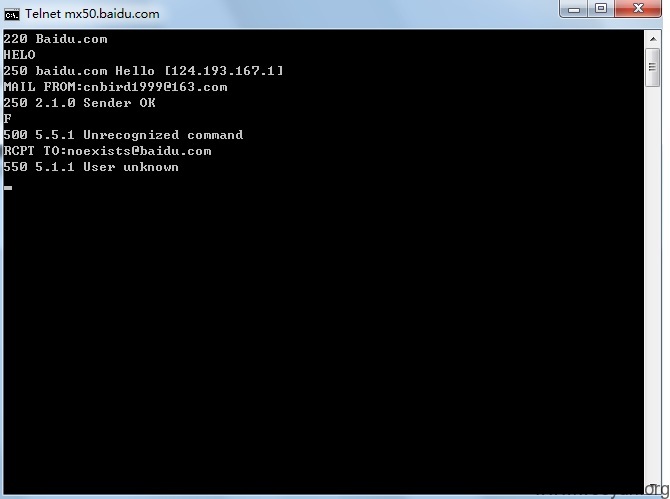 Telnet mx50.baidu.com
220 Baidu.com
HELO
250 baidu.com Hello [124.193.167.1]
MAIL FROM:cnbird1999@163.com
250 2.1.0 Sender OK
F
500 5.5.1 Unrecognized command
RCPT TO:noexists@baidu.com
550 5.1.1 User unknown